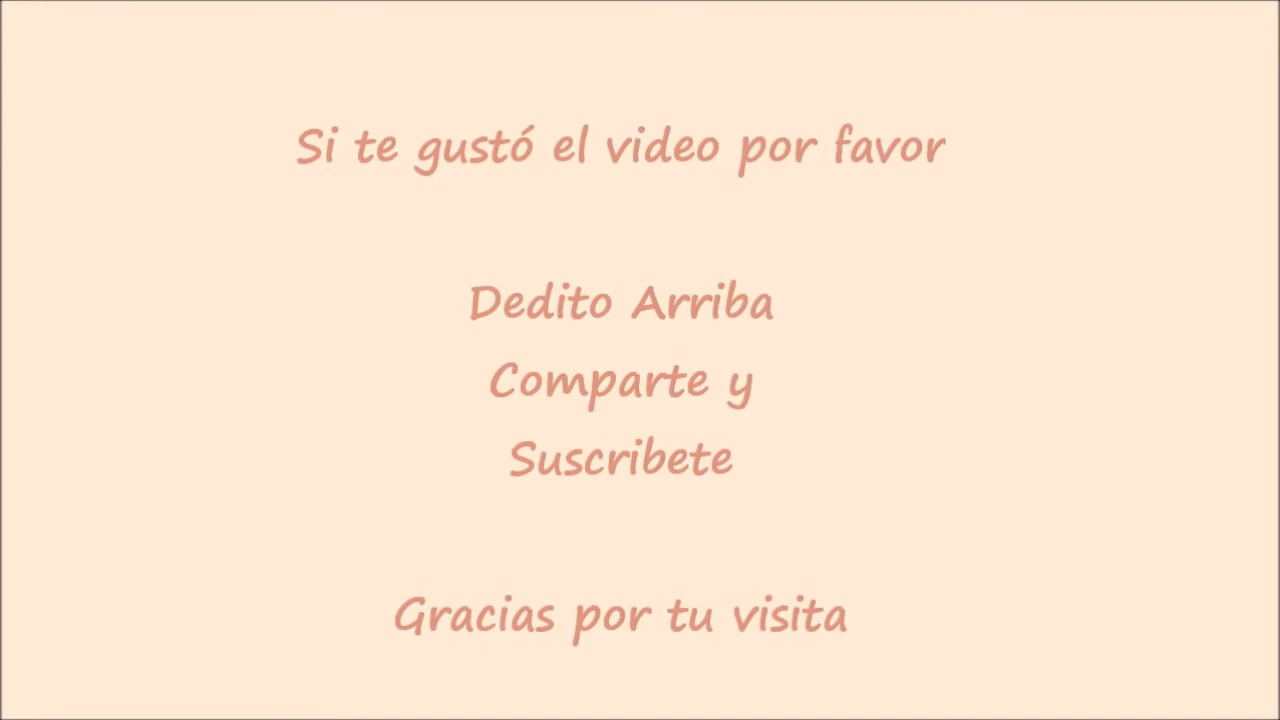 Si te gustó el video por favor
Dedito Arriba
Comparte y
Suscribete
Gracias por tu visita